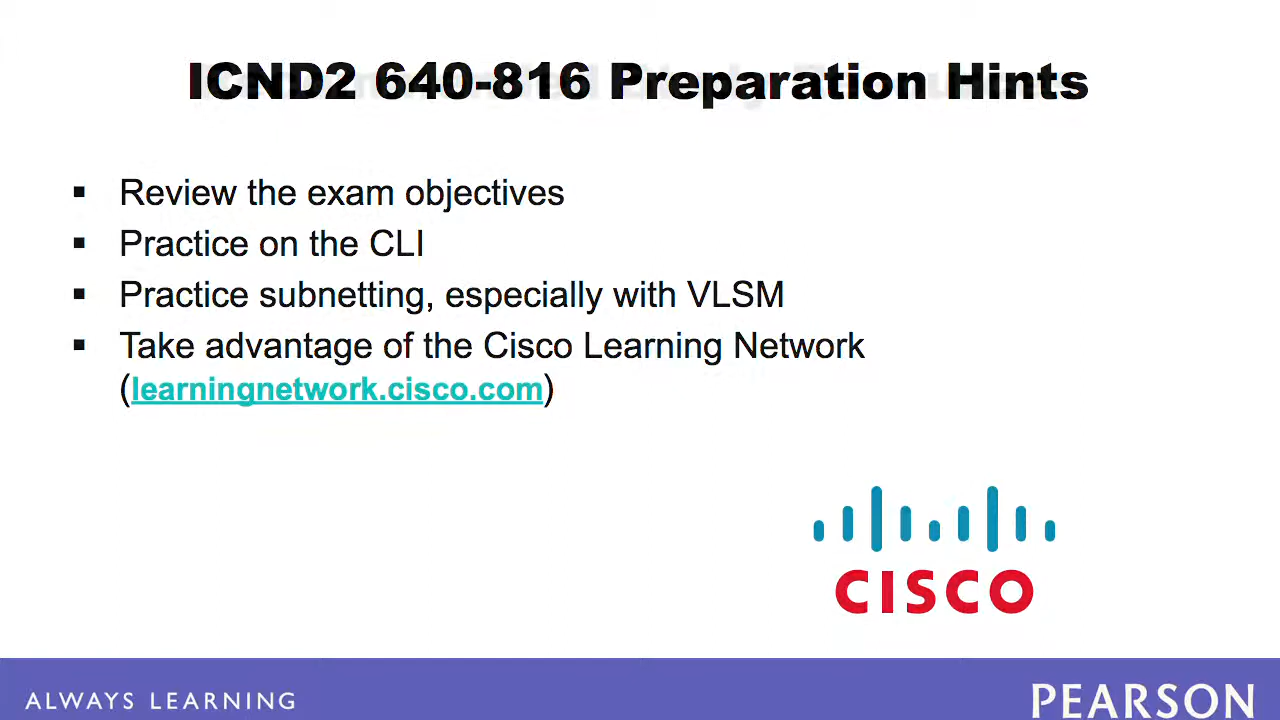 ICND2 640-816 Preparation Hints
▪ Review the exam objectives
▪ Practice on the CLI
▪ Practice subnetting, especially with VLSM
▪ Take advantage of the Cisco Learning Network
(learningnetwork.cisco.com)
CISCO
ALWAYS LEARNING
PEARSON